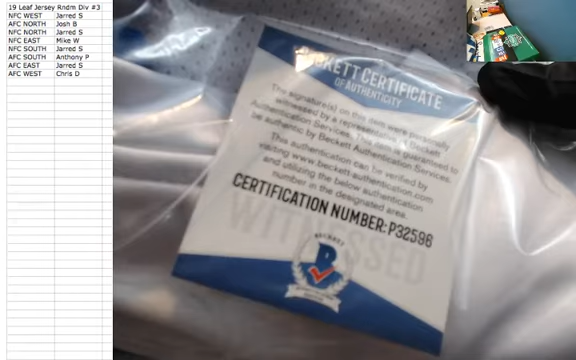 19 Leaf Jersey Rndm Div #3
NFC WEST Jarred S
AFC NORTH Josh B
NFC NORTH Jarred S
NFC EAST Mike W
NFC SOUTH Jarred S
AFC SOUTH Anthony P
AFC EAST Jarred S
AFC WEST Chris D
BECKETT CERTIFICATE
OF AUTHENTICITY
The signature(s) on this item were personally
witnessed by a representative of Beckett
Authentication Services. This item is guaranteed to
be authentic by Beckett Authentication Services.
This authentication can be verified by
visiting www.beckett-authentication.com
and utilizing the below authentication
number in the designated area.
CERTIFICATION NUMBER: P32596
WITNESSED
BECKETT
B